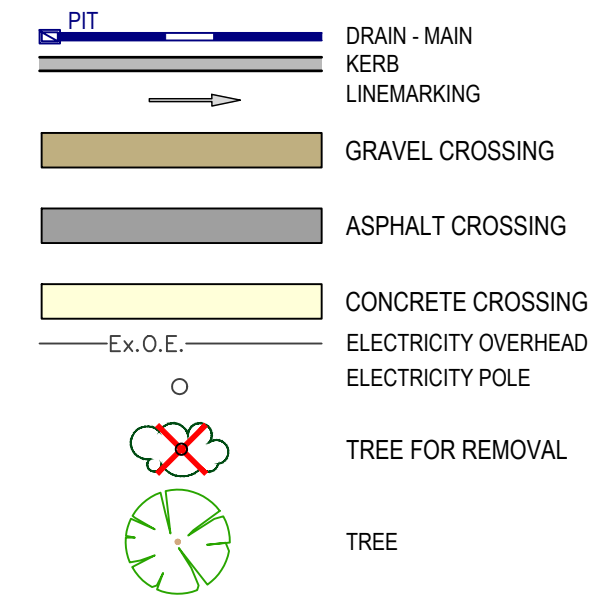 PIT
DRAIN - MAIN
KERB
LINEMARKING
GRAVEL CROSSING
ASPHALT CROSSING
CONCRETE CROSSING
Ex.O.E.
ELECTRICITY OVERHEAD
ELECTRICITY POLE
TREE FOR REMOVAL
TREE